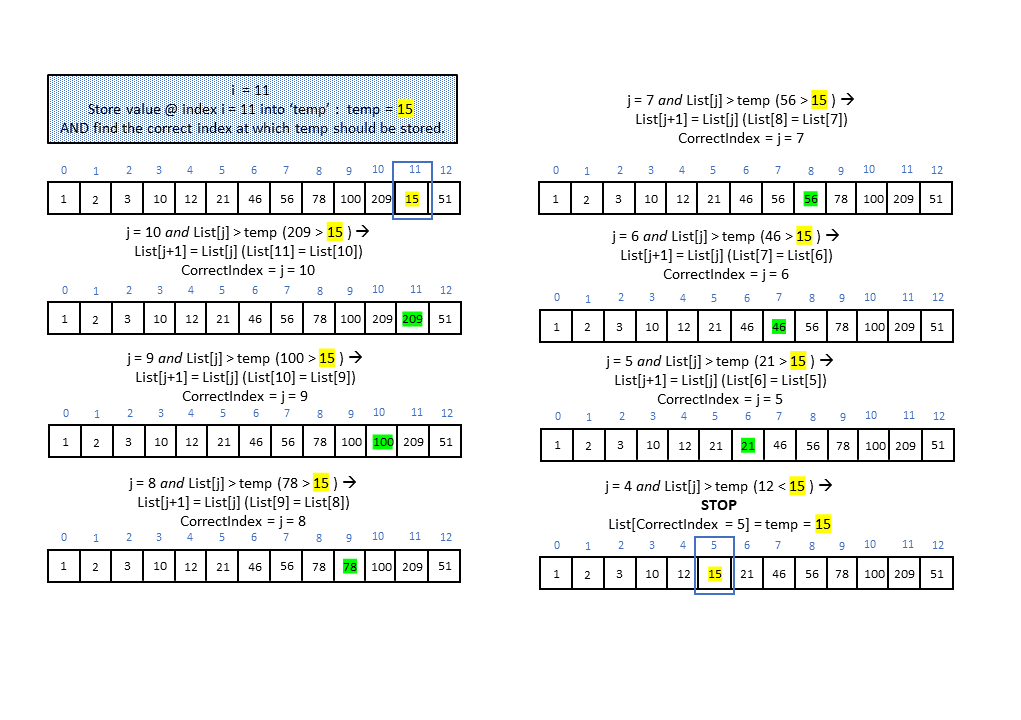 i = 11
Store value @ index i = 11 into ‘temp’ : temp = 15
AND find the correct index at which temp should be stored.
0 1 2 3 4 5 6 7 8 9 10 11 12
1 2 3 10 12 21 46 56 78 100 209 15 51
j = 10 and List[j] > temp (209 > 15 ) →
List[j+1] = List[j] (List[11] = List[10])
CorrectIndex = j = 10
0 1 2 3 4 5 6 7 8 9 10 11 12
1 2 3 10 12 21 46 56 78 100 209 209 51
j = 9 and List[j] > temp (100 > 15 ) →
List[j+1] = List[j] (List[10] = List[9])
CorrectIndex = j = 9
0 1 2 3 4 5 6 7 8 9 10 11 12
1 2 3 10 12 21 46 56 78 100 100 209 51
j = 8 and List[j] > temp (78 > 15 ) →
List[j+1] = List[j] (List[9] = List[8])
CorrectIndex = j = 8
0 1 2 3 4 5 6 7 8 9 10 11 12
1 2 3 10 12 21 46 56 78 78 100 209 51
j = 7 and List[j] > temp (56 > 15 ) →
List[j+1] = List[j] (List[8] = List[7])
CorrectIndex = j = 7
0 1 2 3 4 5 6 7 8 9 10 11 12
1 2 3 10 12 21 46 56 56 78 100 209 51
j = 6 and List[j] > temp (46 > 15 ) →
List[j+1] = List[j] (List[7] = List[6])
CorrectIndex = j = 6
0 1 2 3 4 5 6 7 8 9 10 11 12
1 2 3 10 12 21 46 46 56 78 100 209 51
j = 5 and List[j] > temp (21 > 15 ) →
List[j+1] = List[j] (List[6] = List[5])
CorrectIndex = j = 5
0 1 2 3 4 5 6 7 8 9 10 11 12
1 2 3 10 12 21 21 46 56 78 100 209 51
j = 4 and List[j] > temp (12 < 15 ) →
STOP
List[CorrectIndex = 5] = temp = 15
0 1 2 3 4 5 6 7 8 9 10 11 12
1 2 3 10 12 15 21 46 56 78 100 209 51